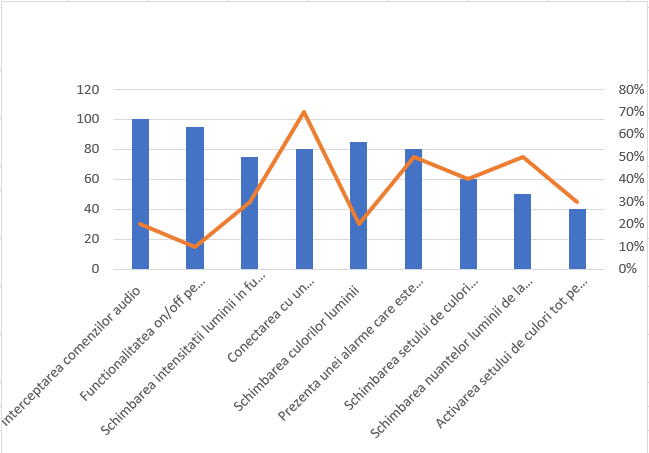 120
100
80
60
40
20
0
80%
70%
60%
50%
40%
30%
20%
10%
0%
Interceptarea comenzilor audio
Functionalitatea on/off pe...
Schimbarea intensitatii luminii in fu...
Conectarea cu un...
Schimbarea culorilor luminii
Prezenta unei alarme care este...
Schimbarea setului de culori...
Schimbarea nuantelor luminii de la...
Activarea setului de culori tot pe...